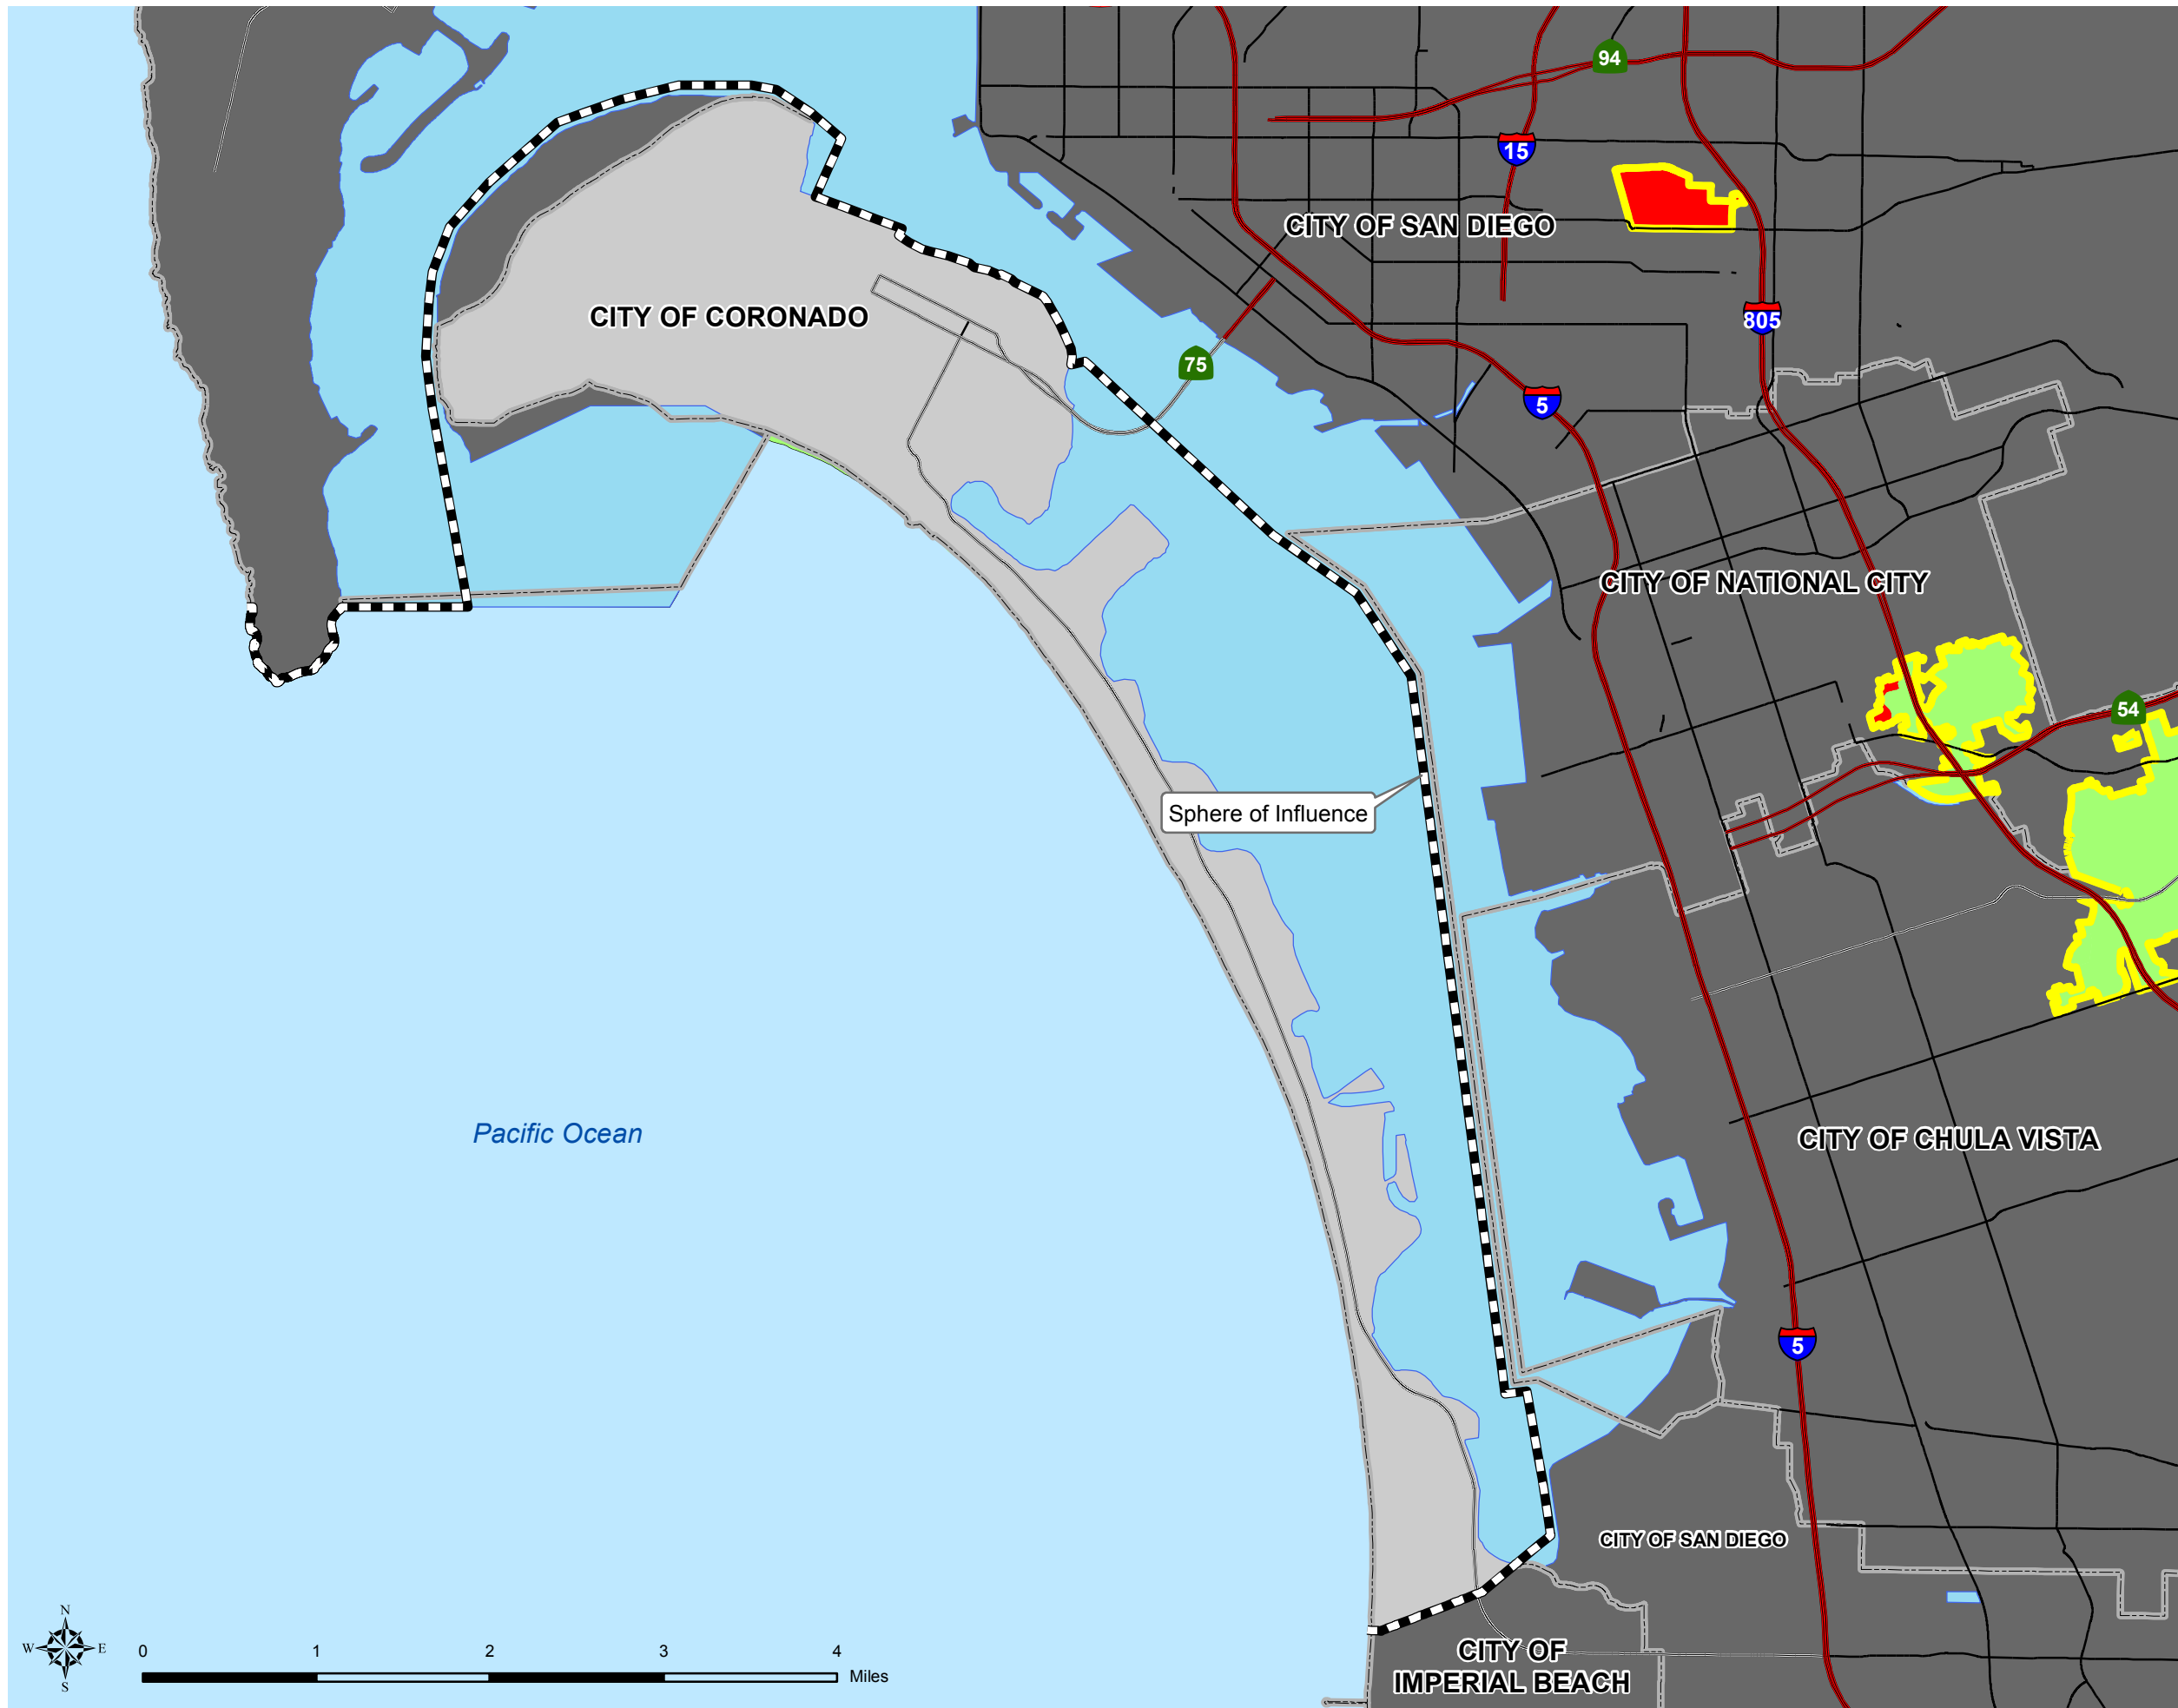 94
15
CITY OF SAN DIEGO
CITY OF CORONADO
805
75
5
CITY OF NATIONAL CITY
54
Sphere of Influence
Pacific Ocean
CITY OF CHULA VISTA
5
CITY OF SAN DIEGO
N
W E
S
0 1 2 3 4
Miles
CITY OF
IMPERIAL BEACH